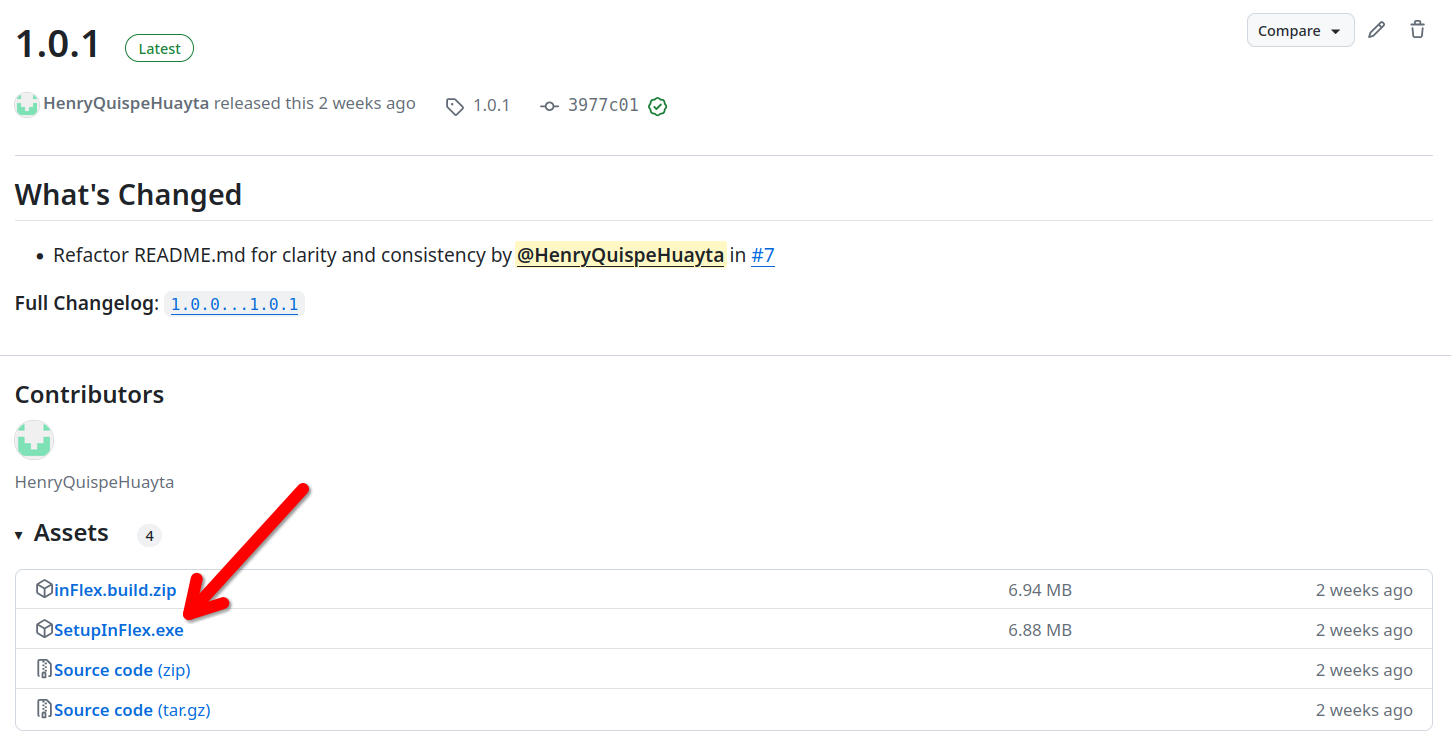 1.0.1 Latest Compare
HenryQuispeHuayta released this 2 weeks ago 1.0.1 3977c01
What's Changed
• Refactor README.md for clarity and consistency by @HenryQuispeHuayta in #7
Full Changelog: 1.0.0...1.0.1
Contributors
HenryQuispeHuayta
Assets 4
inFlex.build.zip 6.94 MB 2 weeks ago
SetupInFlex.exe 6.88 MB 2 weeks ago
Source code (zip) 2 weeks ago
Source code (tar.gz) 2 weeks ago